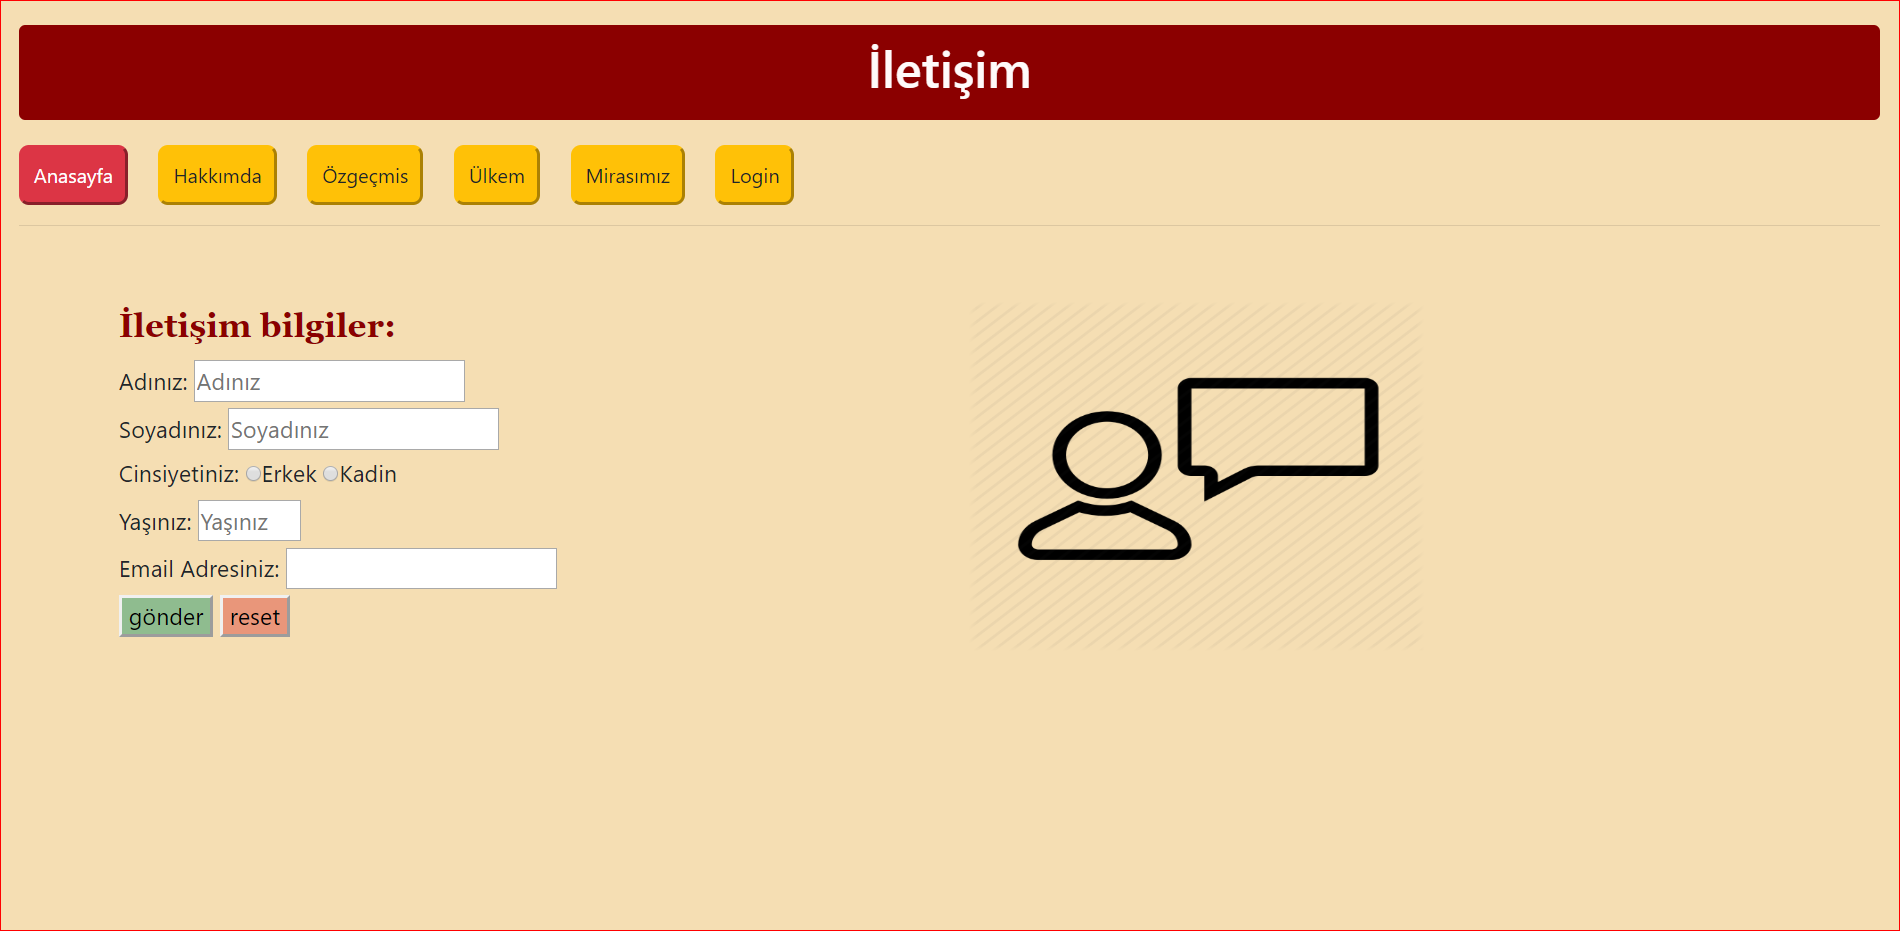 İletişim
Anasayfa Hakkımda Özgeçmis Ülkem Mirasımız Login
İletişim bilgiler:
Adınız: Adınız
Soyadınız: Soyadınız
Cinsiyetiniz: Erkek Kadin
Yaşınız: Yaşınız
Email Adresiniz:
gönder reset